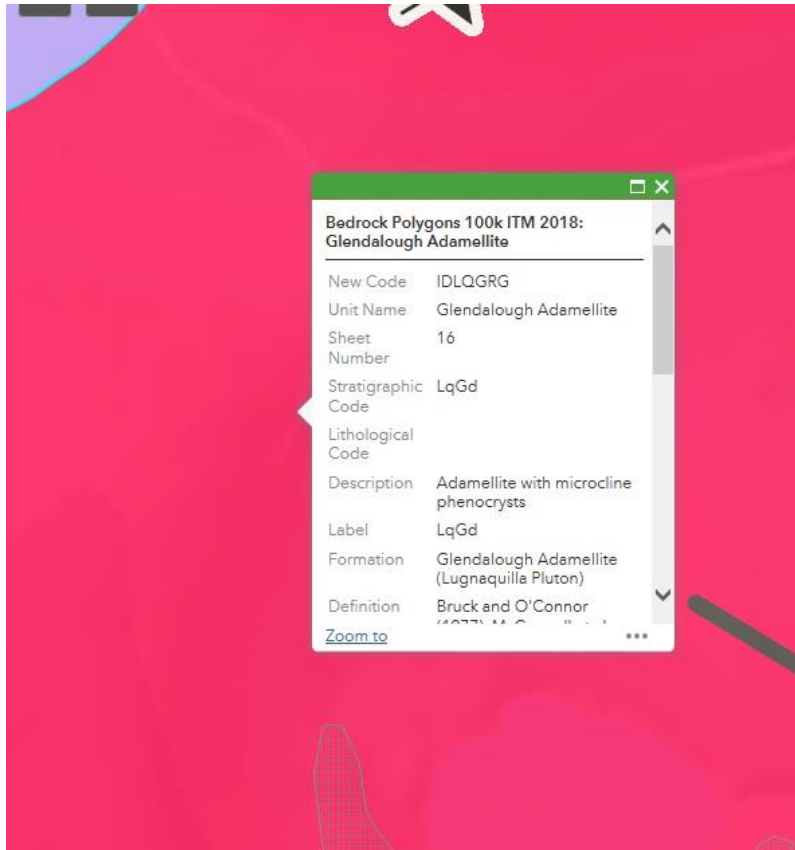 Bedrock Polygons 100k ITM 2018:
Glendalough Adamellite
New Code IDLQGRG
Unit Name Glendalough Adamellite
Sheet 16
Number
Stratigraphic LqGd
Code
Lithological
Code
Description Adamellite with microcline
phenocrysts
Label LqGd
Formation Glendalough Adamellite
(Lugnaquilla Pluton)
Definition Bruck and O'Connor
Zoom to